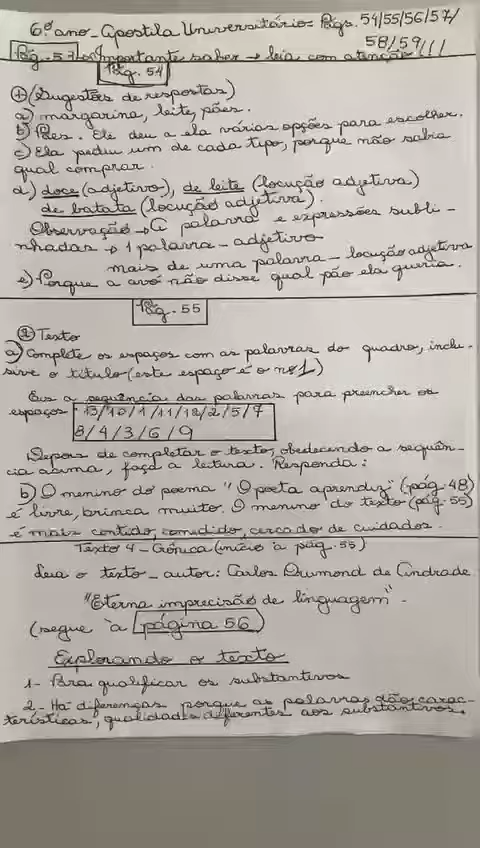 6º ano - Apostila Universitário = Págs. 54/55/56/57/
58/59!!!
Pág. 57 Importante saber → leia com atenção
Pág. 54
① (Sugestões de respostas)
a) margarina, leite, pães.
b) Pães. Ele deu a ela várias opções para escolher.
c) Ela pediu um de cada tipo, porque não sabia
qual comprar.
d) doce (adjetivo), de leite (locução adjetiva)
de batata (locução adjetiva).
Observação → A palavra e expressões subli-
nhadas → 1 palavra - adjetivo
mais de uma palavra - locução adjetiva
e) Porque a avó não disse qual pão ela queria.
Pág. 55
② Texto
a) Complete os espaços com as palavras do quadro, inclu-
sive o título (este espaço é o nº 1)
Eis a sequência das palavras para preencher os
espaços: 13/10/1/11/12/2/5/7
8/4/3/6/9
Depois de completar o texto, obedecendo a sequên-
cia acima, faça a leitura. Responda:
b) O menino do poema "O poeta aprendiz" (pág. 48)
é livre, brinca muito. O menino do texto (pág. 55)
é mais contido, comedido, cercado de cuidados.
Texto 4 - Crônica (início à pág. 55)
Leia o texto - autor: Carlos Drumond de Andrade
"Eterna imprecisão de linguagem" -
(segue à página 56)
Explorando o texto
1- Para qualificar os substantivos
2- Há diferenças porque as palavras dão carac-
terísticas, qualidades diferentes aos substantivos.